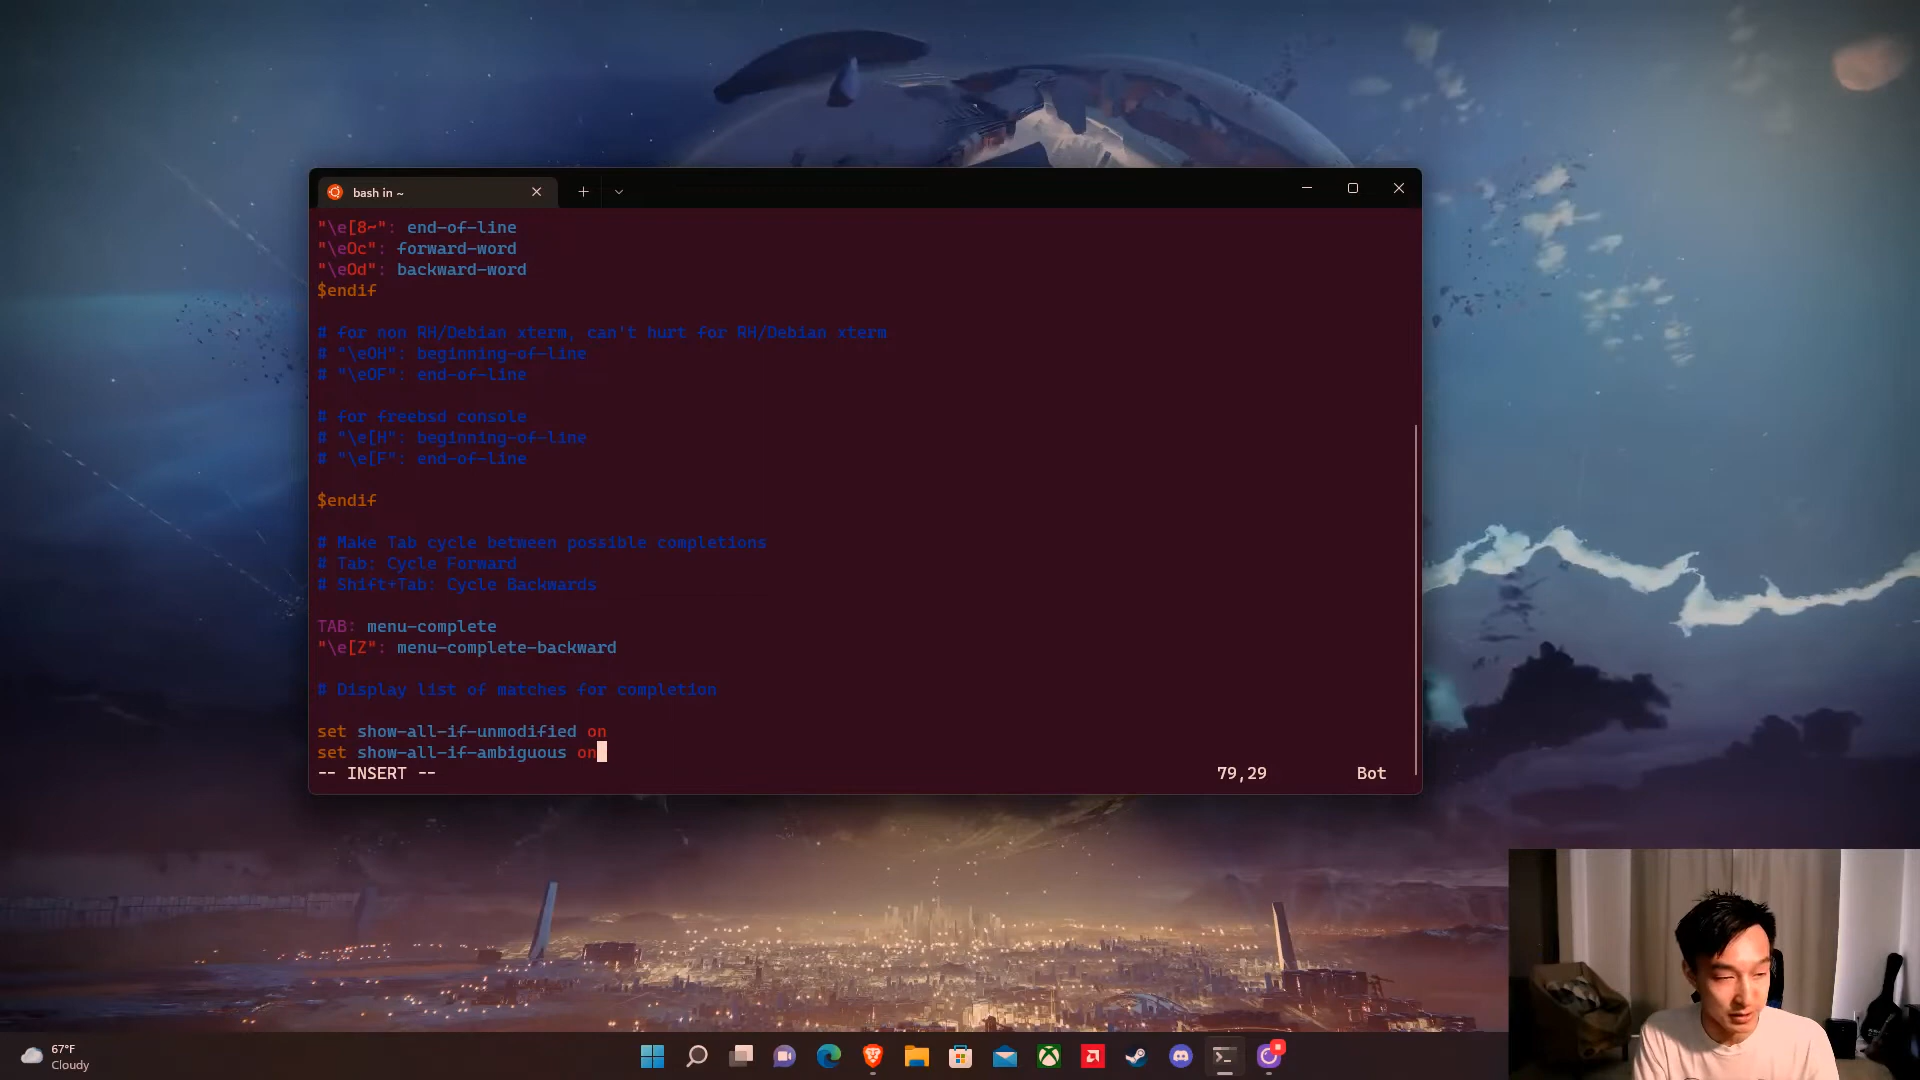 bash in ~
"\e[8~": end-of-line
"\eOc": forward-word
"\eOd": backward-word
$endif
# for non RH/Debian xterm, can't hurt for RH/Debian xterm
# "\eOH": beginning-of-line
# "\eOF": end-of-line
# for freebsd console
# "\e[H": beginning-of-line
# "\e[F": end-of-line
$endif
# Make Tab cycle between possible completions
# Tab: Cycle Forward
# Shift+Tab: Cycle Backwards
TAB: menu-complete
"\e[Z": menu-complete-backward
# Display list of matches for completion
set show-all-if-unmodified on
set show-all-if-ambiguous on
-- INSERT -- 79,29 Bot
67°F
Cloudy